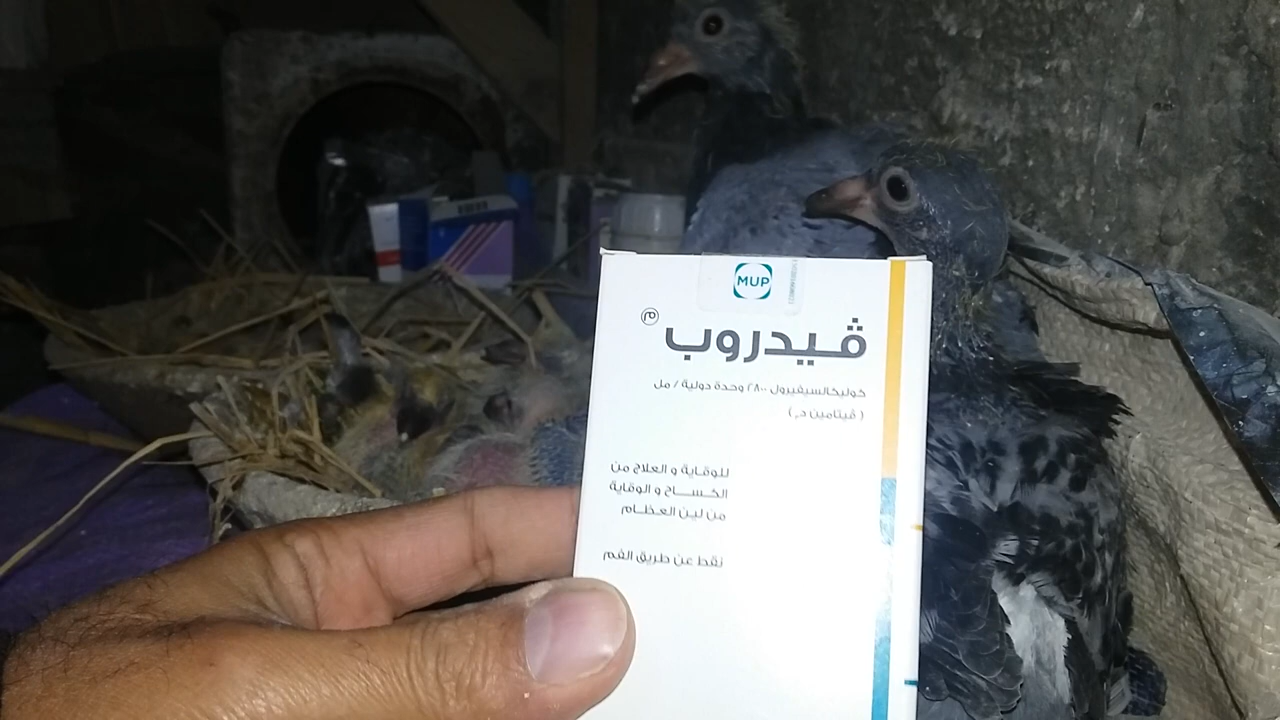 MUP
ڤيدروب ®
كوليكالسيفيرول ٢٨٠٠ وحدة دولية / مل
( ڤيتامين د٣ )
للوقاية و العلاج من
الكساح و الوقاية
من لين العظام
نقط عن طريق الفم